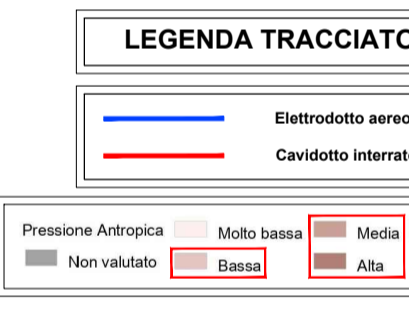 LEGENDA TRACCIATO
Elettrodotto aereo
Cavidotto interrato
Pressione Antropica Molto bassa Media
Non valutato Bassa Alta